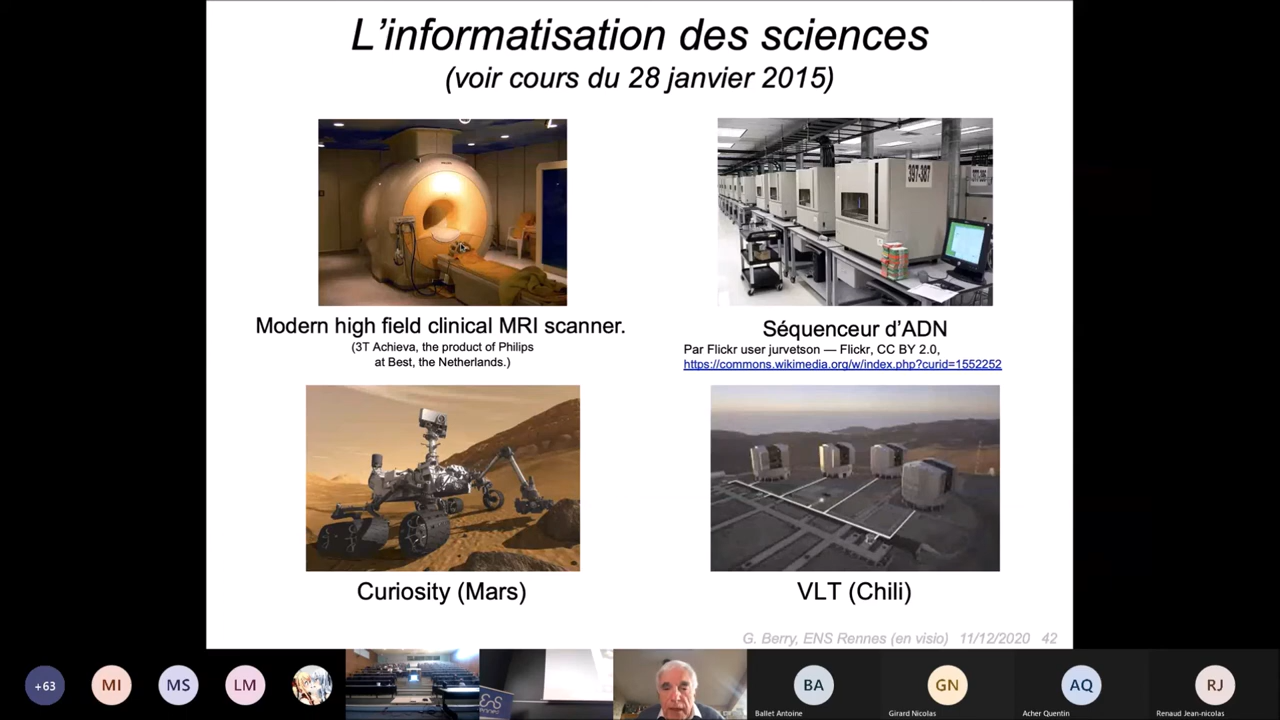 L'informatisation des sciences
(voir cours du 28 janvier 2015)
397-387
Modern high field clinical MRI scanner.
(3T Achieva, the product of Philips
at Best, the Netherlands.)
Séquenceur d'ADN
Par Flickr user jurvetson — Flickr, CC BY 2.0,
https://commons.wikimedia.org/w/index.php?curid=1552252
Curiosity (Mars)
VLT (Chili)
G. Berry, ENS Rennes (en visio) 11/12/2020 42
+63
MI
MS
LM
BA
GN
AQ
RJ
Ballet Antoine
Girard Nicolas
Acher Quentin
Renaud Jean-nicolas